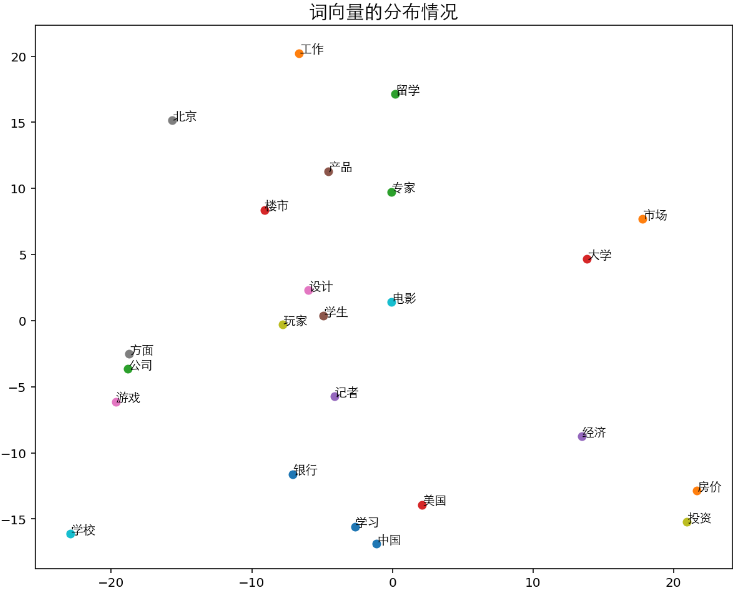 词向量的分布情况
20
工作
留学
15
北京
产品
10
专家
楼市
市场
5
大学
设计
电影
学生
0
玩家
方面
公司
−5
记者
游戏
经济
−10
银行
房价
美国
−15
投资
学习
学校
中国
−20
−10
0
10
20